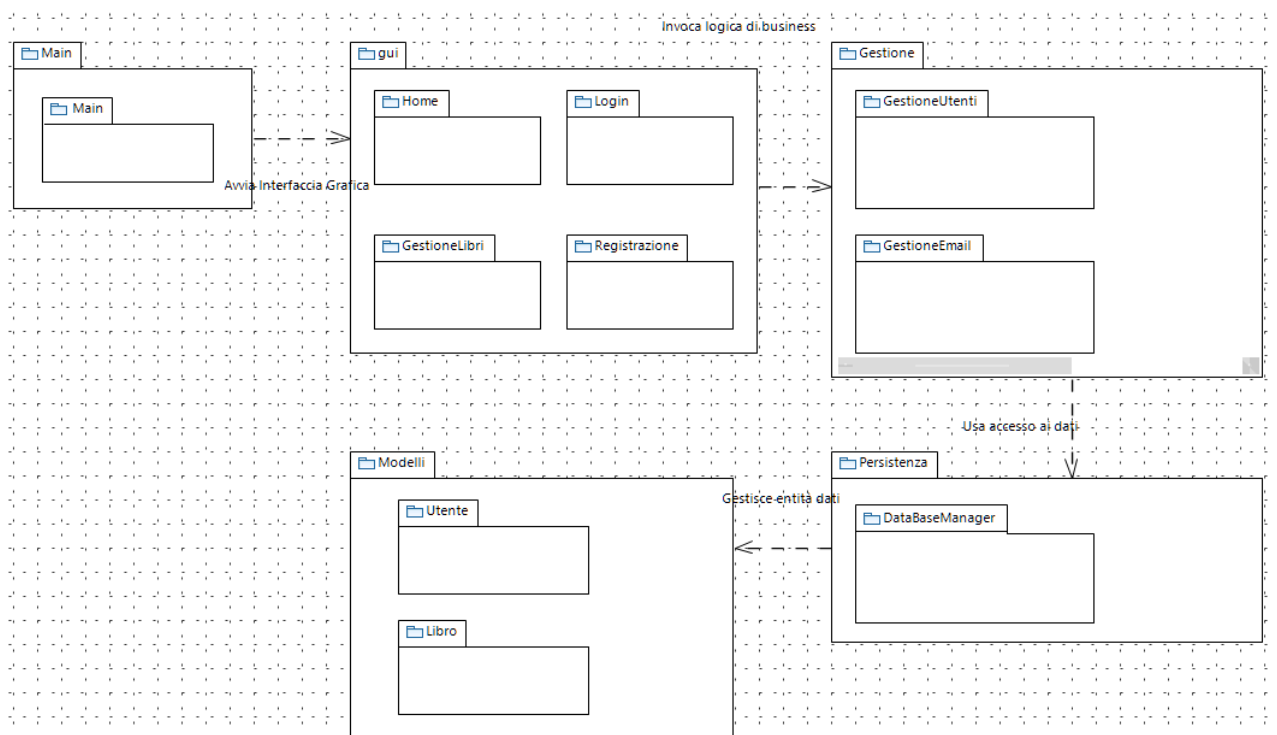 Invoca logica di business
Main
gui
Gestione
Main
Home
Login
GestioneUtenti
Avvia Interfaccia Grafica
GestioneLibri
Registrazione
GestioneEmail
Usa accesso ai dati
Modelli
Persistenza
Gestisce entità dati
Utente
DataBaseManager
Libro